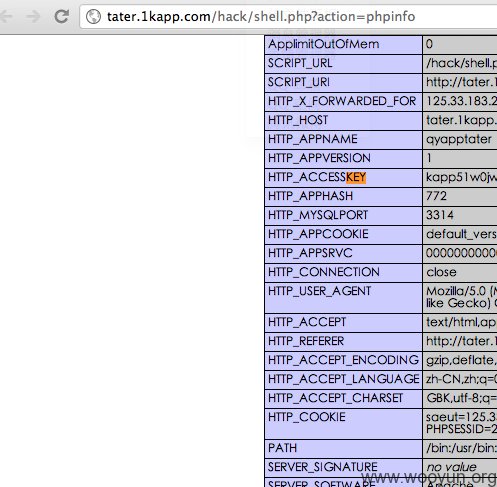 tater.1kapp.com/hack/shell.php?action=phpinfo
ApplimitOutOfMem 0
SCRIPT_URL /hack/shell.p
SCRIPT_URI http://tater.1
HTTP_X_FORWARDED_FOR 125.33.183.2
HTTP_HOST tater.1kapp.
HTTP_APPNAME qyapptater
HTTP_APPVERSION 1
HTTP_ACCESSKEY kapp51w0jw
HTTP_APPHASH 772
HTTP_MYSQLPORT 3314
HTTP_APPCOOKIE default_vers
HTTP_APPSRVC 0000000000
HTTP_CONNECTION close
HTTP_USER_AGENT Mozilla/5.0 (M
like Gecko) C
HTTP_ACCEPT text/html,ap
HTTP_REFERER http://tater.1
HTTP_ACCEPT_ENCODING gzip,deflate,
HTTP_ACCEPT_LANGUAGE zh-CN,zh;q=0
HTTP_ACCEPT_CHARSET GBK,utf-8;q=
HTTP_COOKIE saeut=125.3
PHPSESSID=2
PATH /bin:/usr/bin:
SERVER_SIGNATURE no value
SERVER_SOFTWARE Apache
www.wooyun.org